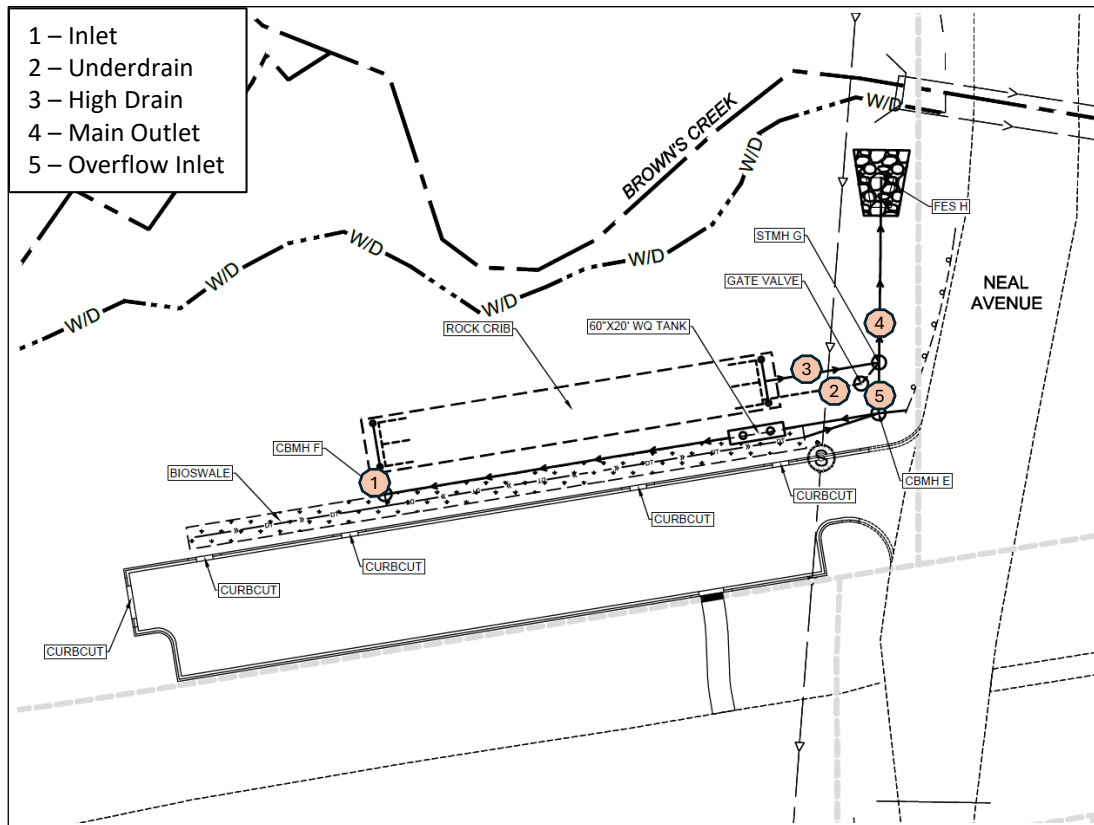 1 – Inlet
2 – Underdrain
3 – High Drain
4 – Main Outlet
5 – Overflow Inlet
BROWN'S CREEK
W/D
W/D
W/D
W/D
W/D
W/D
W/D
FES H
STMH G
GATE VALVE
NEAL
AVENUE
ROCK CRIB
60"X20' WQ TANK
4
3
2
5
CBMH F
1
BIOSWALE
S
CBMH E
CURBCUT
CURBCUT
CURBCUT
CURBCUT
CURBCUT